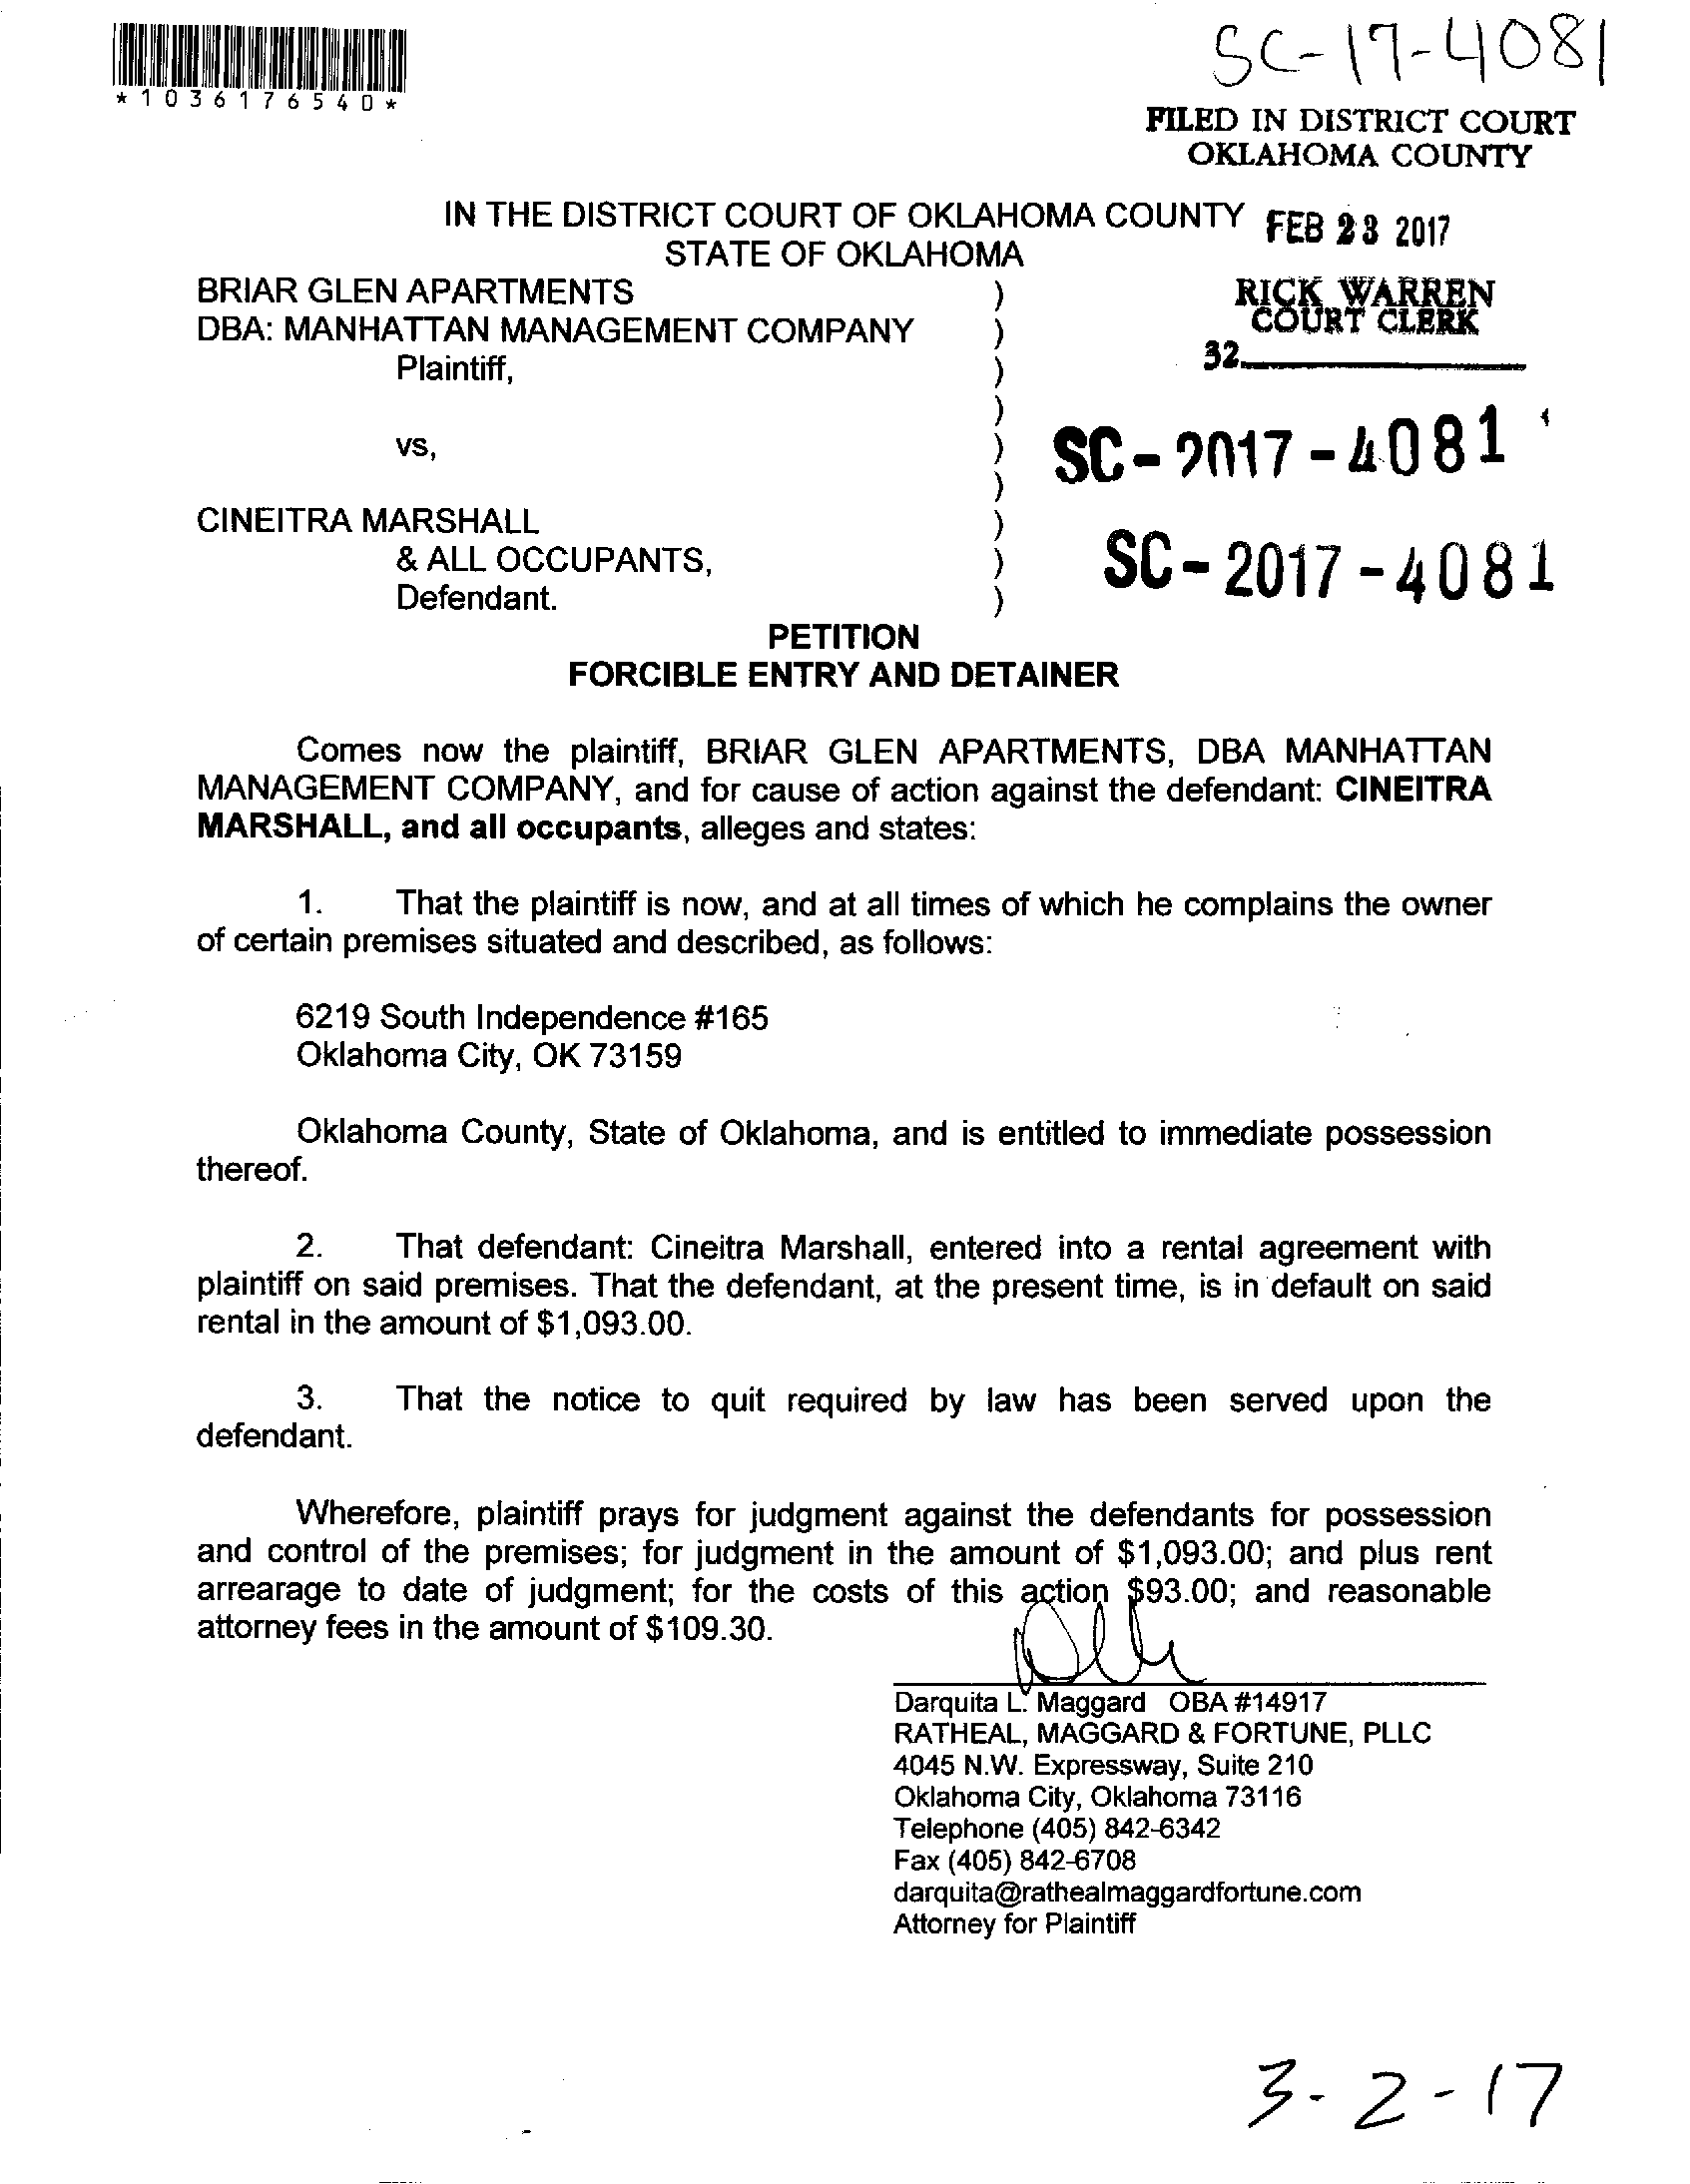 SC-17-4081
*1036176540*
FILED IN DISTRICT COURT
OKLAHOMA COUNTY
IN THE DISTRICT COURT OF OKLAHOMA COUNTY
FEB 23 2017
STATE OF OKLAHOMA
BRIAR GLEN APARTMENTS )
RICK WARREN
COURT CLERK
DBA: MANHATTAN MANAGEMENT COMPANY )
32
Plaintiff, )
)
vs, )
SC-2017-4081
)
CINEITRA MARSHALL )
& ALL OCCUPANTS, )
SC-2017-4081
Defendant. )
PETITION
FORCIBLE ENTRY AND DETAINER
Comes now the plaintiff, BRIAR GLEN APARTMENTS, DBA MANHATTAN
MANAGEMENT COMPANY, and for cause of action against the defendant: CINEITRA
MARSHALL, and all occupants, alleges and states:
1. That the plaintiff is now, and at all times of which he complains the owner
of certain premises situated and described, as follows:
6219 South Independence #165
Oklahoma City, OK 73159
Oklahoma County, State of Oklahoma, and is entitled to immediate possession
thereof.
2. That defendant: Cineitra Marshall, entered into a rental agreement with
plaintiff on said premises. That the defendant, at the present time, is in default on said
rental in the amount of $1,093.00.
3. That the notice to quit required by law has been served upon the
defendant.
Wherefore, plaintiff prays for judgment against the defendants for possession
and control of the premises; for judgment in the amount of $1,093.00; and plus rent
arrearage to date of judgment; for the costs of this action $93.00; and reasonable
attorney fees in the amount of $109.30.
Darquita L. Maggard OBA #14917
RATHEAL, MAGGARD & FORTUNE, PLLC
4045 N.W. Expressway, Suite 210
Oklahoma City, Oklahoma 73116
Telephone (405) 842-6342
Fax (405) 842-6708
darquita@rathealmaggardfortune.com
Attorney for Plaintiff
3-2-17